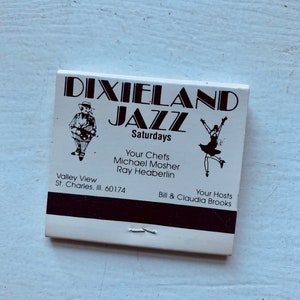 DIXIELAND
JAZZ
Saturdays
Your Chefs
Michael Mosher
Ray Heaberlin
Valley View
St. Charles, Ill. 60174
Your Hosts
Bill & Claudia Brooks